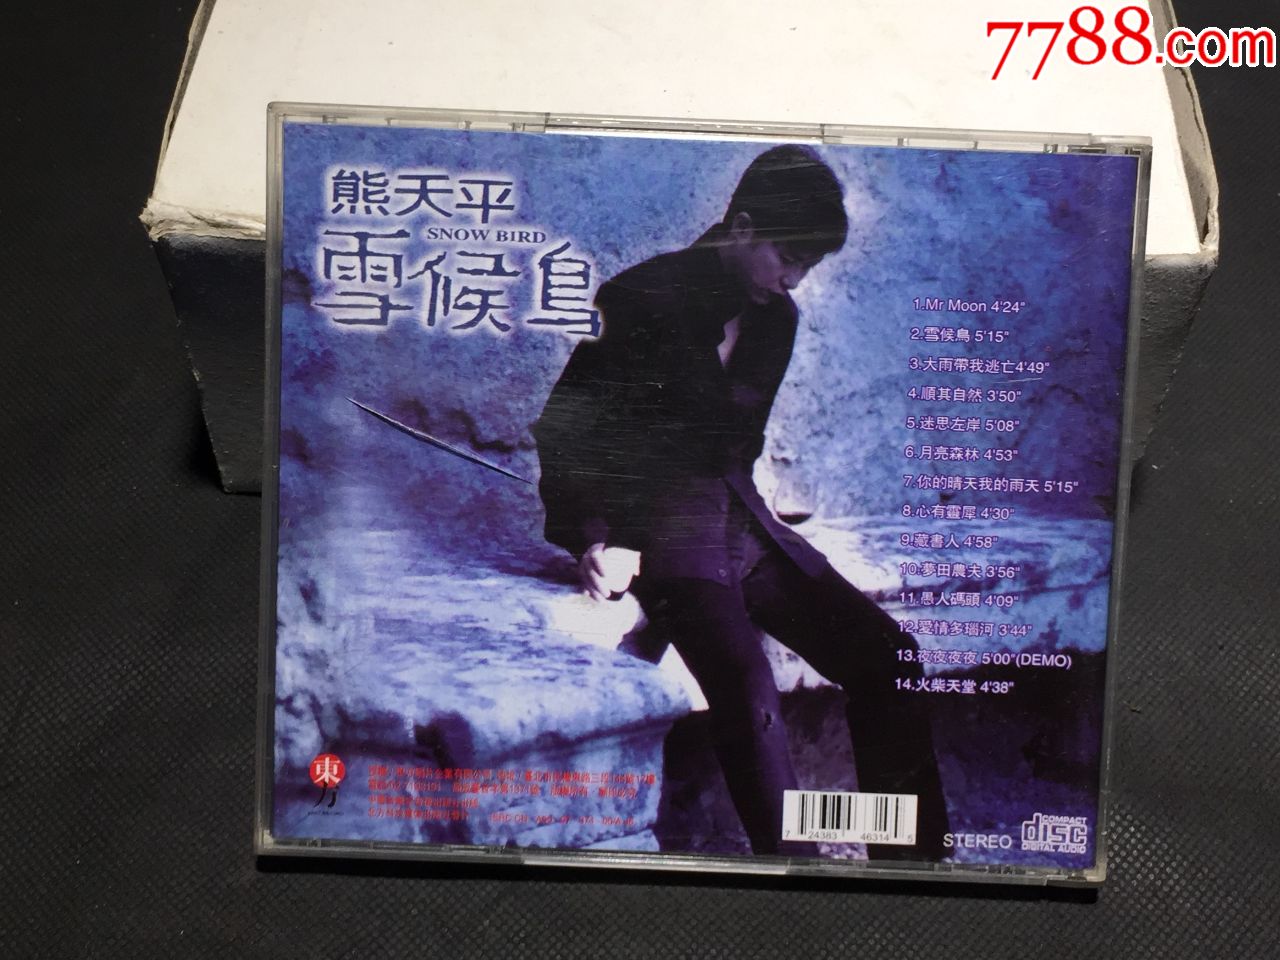 7788.com
熊天平
SNOW BIRD
雪候鳥
1.Mr Moon 4'24"
2.雪候鳥 5'15"
3.大雨帶我逃亡4'49"
4.順其自然 3'50"
5.迷思左岸 5'08"
6.月亮森林 4'53"
7.你的晴天我的雨天 5'15"
8.心有靈犀 4'30"
9.藏書人 4'58"
10.夢田農夫 3'56"
11.愚人碼頭 4'09"
12.愛情多瑙河 3'44"
13.夜夜夜夜 5'00"(DEMO)
14.火柴天堂 4'38"
東方
7 24383 46314 5
STEREO
COMPACT
disc
DIGITAL AUDIO